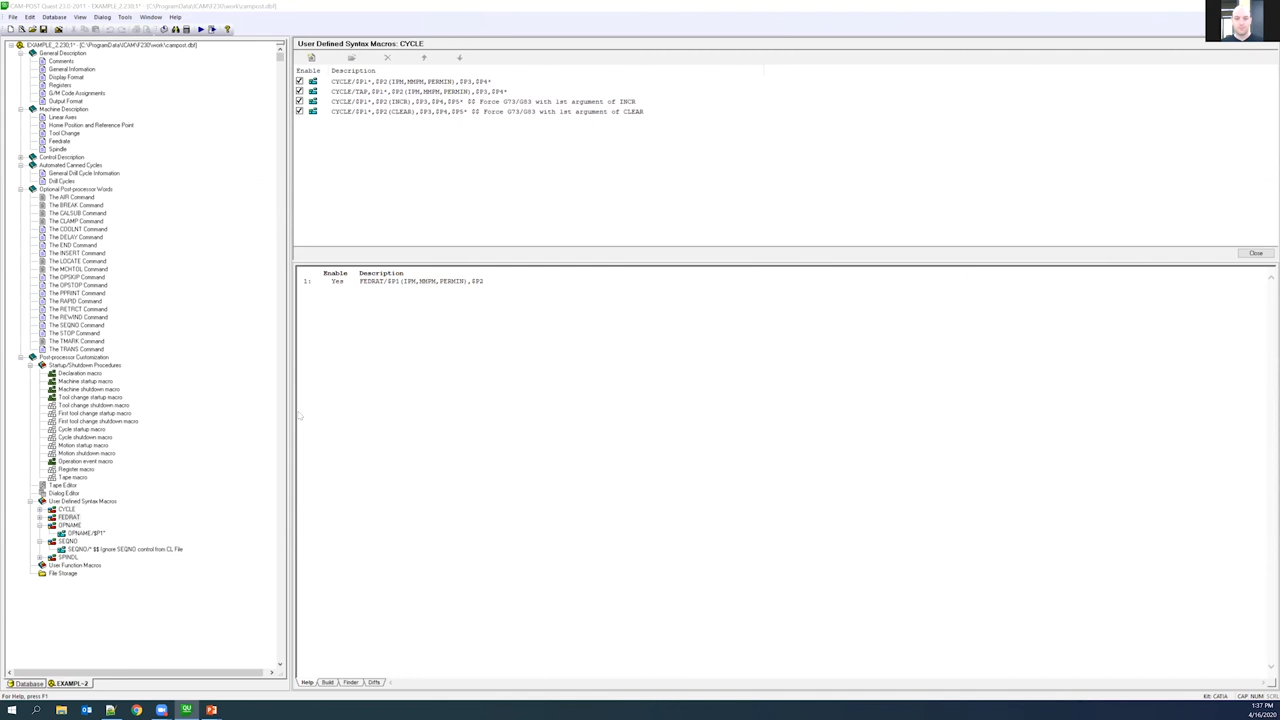 CAM-POST Quest 23.0-2011 - EXAMPLE_2.230;1* - [C:\ProgramData\ICAM\F230\work\campost.dbf]
File Edit Database View Dialog Tools Window Help
EXAMPLE_2.230;1* - [C:\ProgramData\ICAM\F230\work\campost.dbf]
General Description
Comments
General Information
Display Format
Registers
G/M Code Assignments
Output Format
Machine Description
Linear Axes
Home Position and Reference Point
Tool Change
Feedrate
Spindle
Control Description
Automated Canned Cycles
General Drill Cycle Information
Drill Cycles
Optional Post-processor Words
The AIR Command
The BREAK Command
The CALSUB Command
The CLAMP Command
The COOLNT Command
The DELAY Command
The END Command
The INSERT Command
The LOCATE Command
The MCHTOL Command
The OPSKIP Command
The OPSTOP Command
The PPRINT Command
The RAPID Command
The RETRCT Command
The REWIND Command
The SEQNO Command
The STOP Command
The TMARK Command
The TRANS Command
Post-processor Customization
Startup/Shutdown Procedures
Declaration macro
Machine startup macro
Machine shutdown macro
Tool change startup macro
Tool change shutdown macro
First tool change startup macro
First tool change shutdown macro
Cycle startup macro
Cycle shutdown macro
Motion startup macro
Motion shutdown macro
Operation event macro
Register macro
Tape macro
Tape Editor
Dialog Editor
User Defined Syntax Macros
CYCLE
FEDRAT
OPNAME
OPNAME/$P1*
SEQNO
SEQNO/* $$ Ignore SEQNO control from CL File
SPINDL
User Function Macros
File Storage
Database EXAMPL~2
For Help, press F1
User Defined Syntax Macros: CYCLE
Enable Description
CYCLE/$P1*,$P2(IPM,MMPM,PERMIN),$P3,$P4*
CYCLE/TAP,$P1*,$P2(IPM,MMPM,PERMIN),$P3,$P4*
CYCLE/$P1*,$P2(INCR),$P3,$P4,$P5* $$ Force G73/G83 with 1st argument of INCR
CYCLE/$P1*,$P2(CLEAR),$P3,$P4,$P5* $$ Force G73/G83 with 1st argument of CLEAR
Close
Enable Description
1: Yes FEDRAT/$P1(IPM,MMPM,PERMIN),$P2
Help Build Finder Diffs
Kit: CATIA CAP NUM SCRL
1:37 PM
4/16/2020